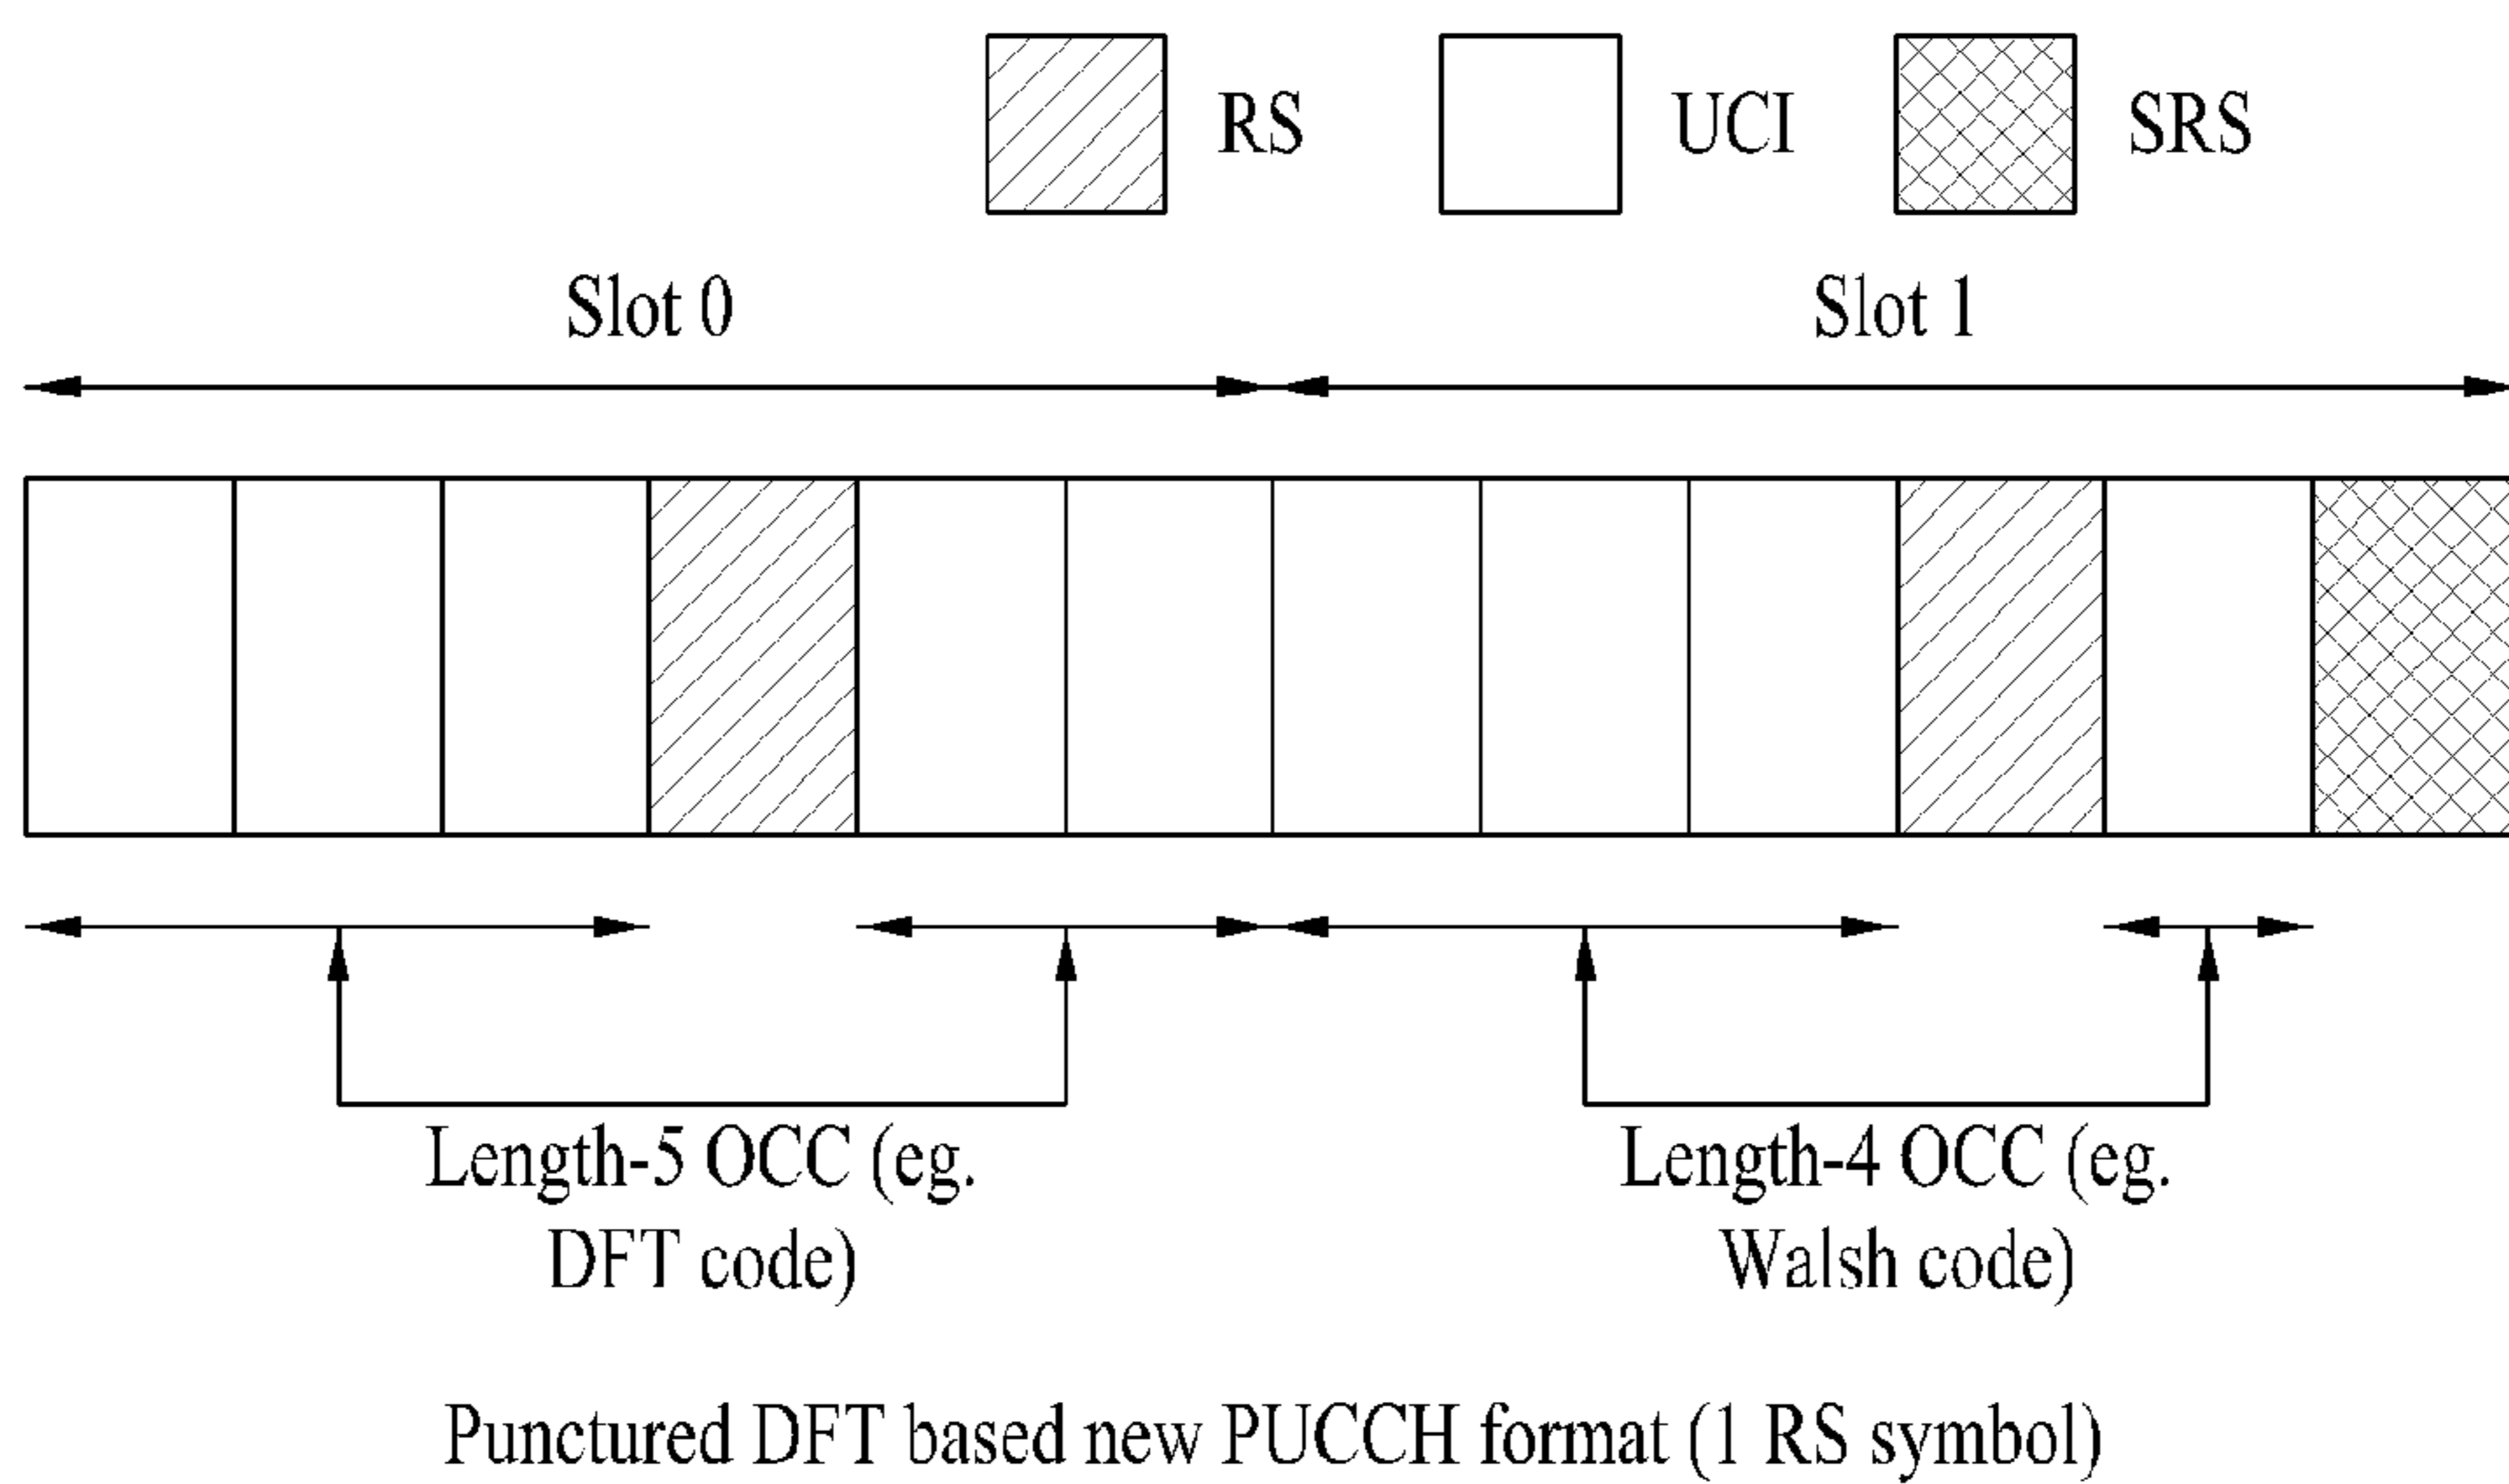 RS UCI SRS
Slot 0 Slot 1
Length-5 OCC (eg.
DFT code)
Length-4 OCC (eg.
Walsh code)
Punctured DFT based new PUCCH format (1 RS symbol)